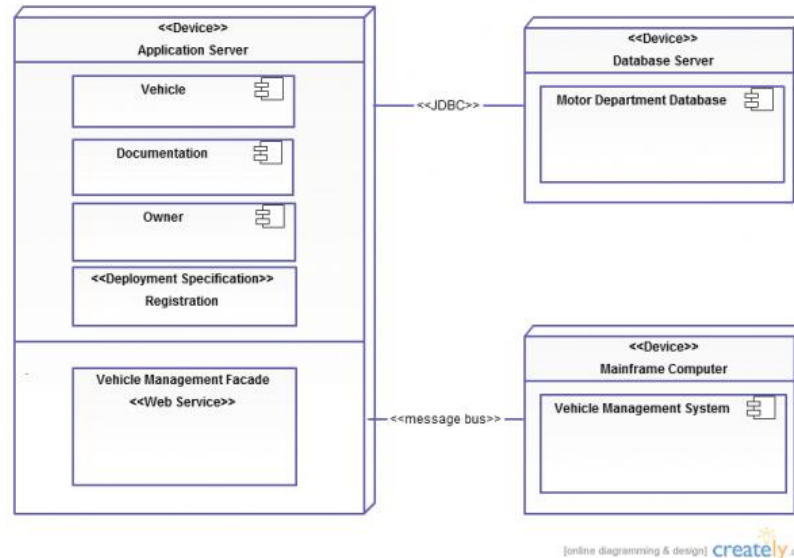 <<Device>>
Application Server
Vehicle
Documentation
Owner
<<Deployment Specification>>
Registration
Vehicle Management Facade
<<Web Service>>
<<JDBC>>
<<message bus>>
<<Device>>
Database Server
Motor Department Database
<<Device>>
Mainframe Computer
Vehicle Management System
[online diagramming & design] creately